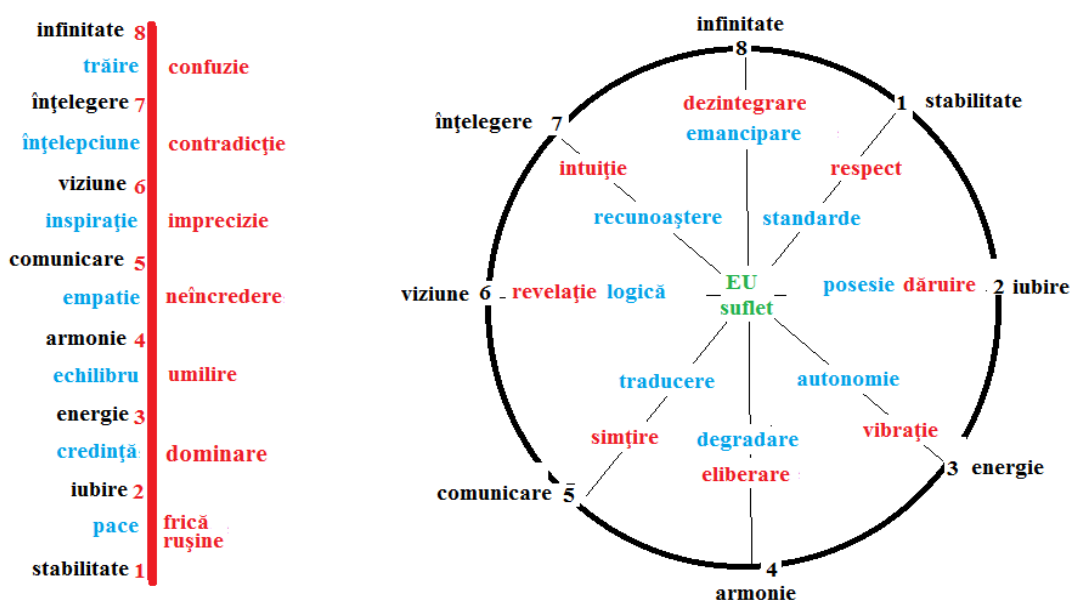 infinitate 8
trăire confuzie
înţelegere 7
înţelepciune contradicţie
viziune 6
inspiraţie imprecizie
comunicare 5
empatie neîncredere
armonie 4
echilibru umilire
energie 3
credinţă dominare
iubire 2
pace frică
ruşine
stabilitate 1
infinitate
8
dezintegrare
emancipare
1 stabilitate
respect
standarde
înţelegere 7
intuiţie
recunoaştere
viziune 6 revelaţie logică
EU
suflet
posesie dăruire 2 iubire
traducere
simţire
comunicare 5
autonomie
vibraţie
3 energie
degradare
eliberare
4
armonie